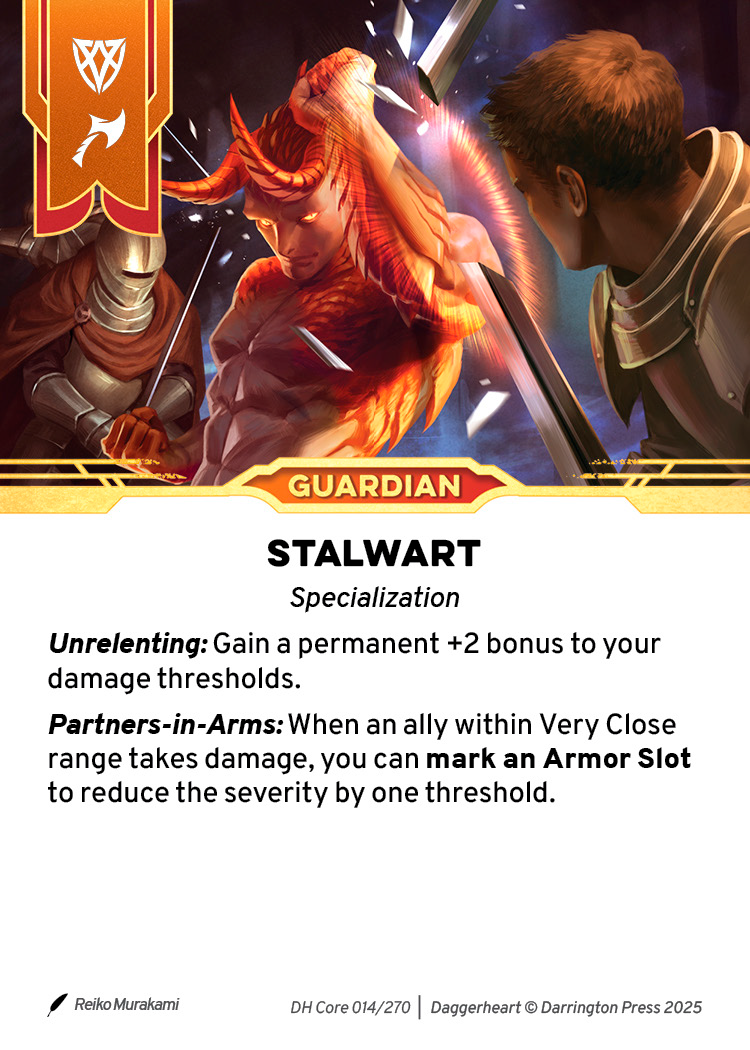 GUARDIAN
STALWART
Specialization
Unrelenting: Gain a permanent +2 bonus to your
damage thresholds.
Partners-in-Arms: When an ally within Very Close
range takes damage, you can mark an Armor Slot
to reduce the severity by one threshold.
Reiko Murakami
DH Core 014/270 | Daggerheart © Darrington Press 2025